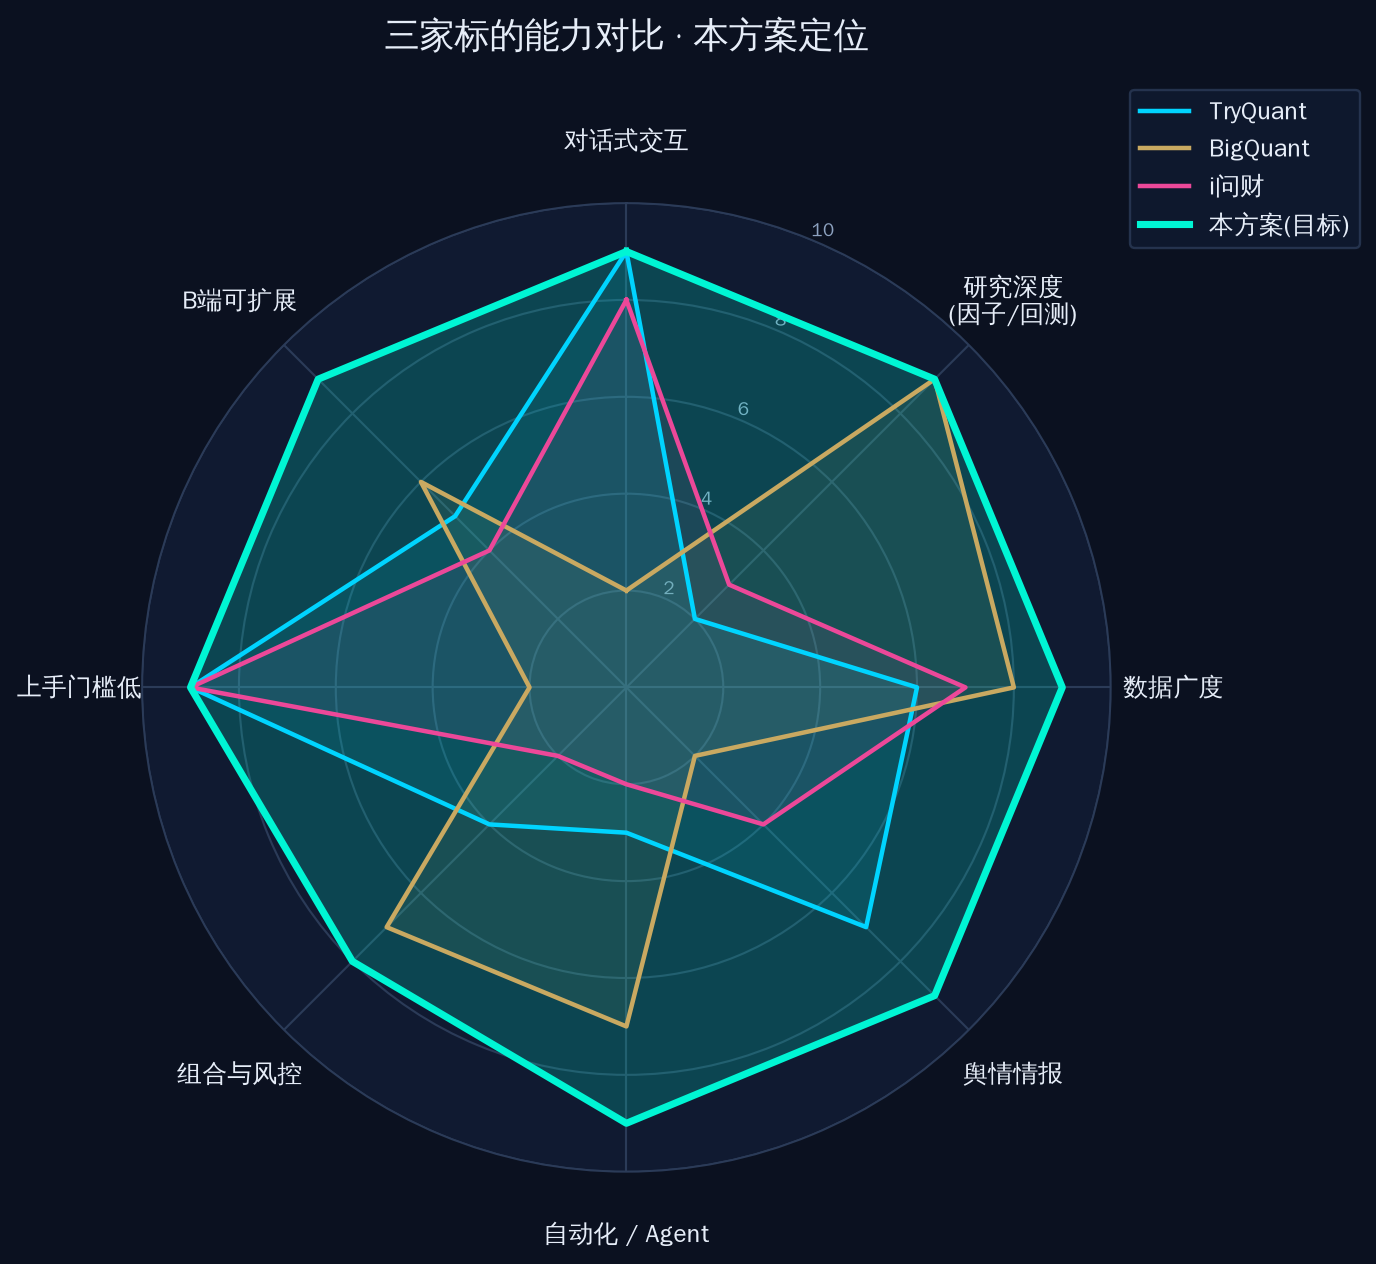 三家标的能力对比 · 本方案定位
TryQuant
BigQuant
i问财
本方案(目标)
对话式交互
研究深度
(因子/回测)
B端可扩展
10
8
6
4
2
上手门槛低
数据广度
组合与风控
舆情情报
自动化 / Agent